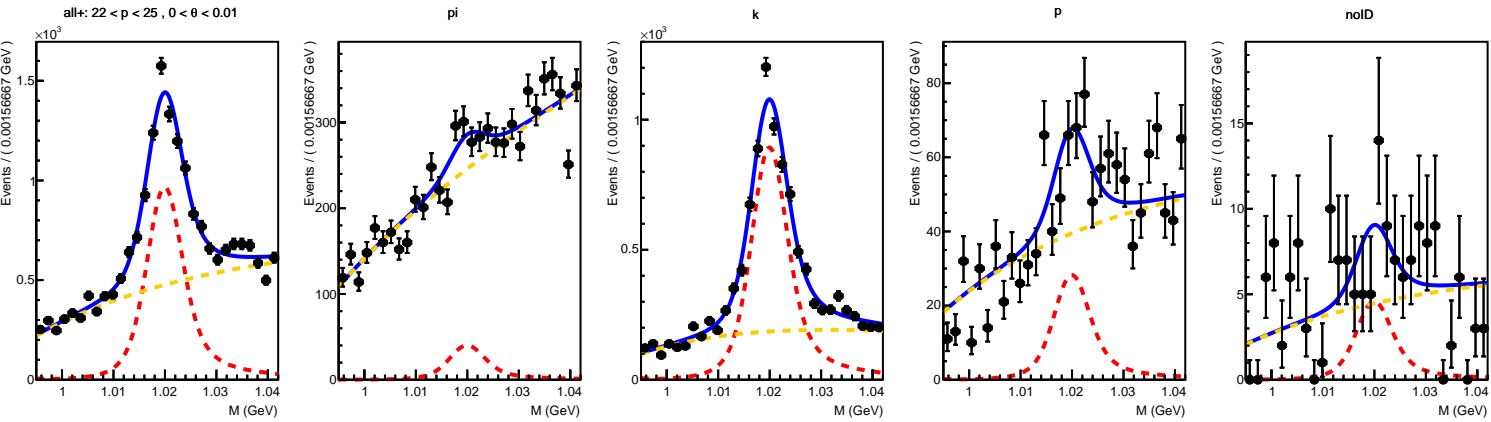 all+: 22 < p < 25 , 0 < θ < 0.01
×10³
Events / ( 0.00156667 GeV )
1.5
1
0.5
0
1 1.01 1.02 1.03 1.04
M (GeV)
pi
Events / ( 0.00156667 GeV )
300
200
100
0
1 1.01 1.02 1.03 1.04
M (GeV)
k
×10³
Events / ( 0.00156667 GeV )
1
0.5
0
1 1.01 1.02 1.03 1.04
M (GeV)
p
Events / ( 0.00156667 GeV )
80
60
40
20
0
1 1.01 1.02 1.03 1.04
M (GeV)
noID
Events / ( 0.00156667 GeV )
15
10
5
0
1 1.01 1.02 1.03 1.04
M (GeV)